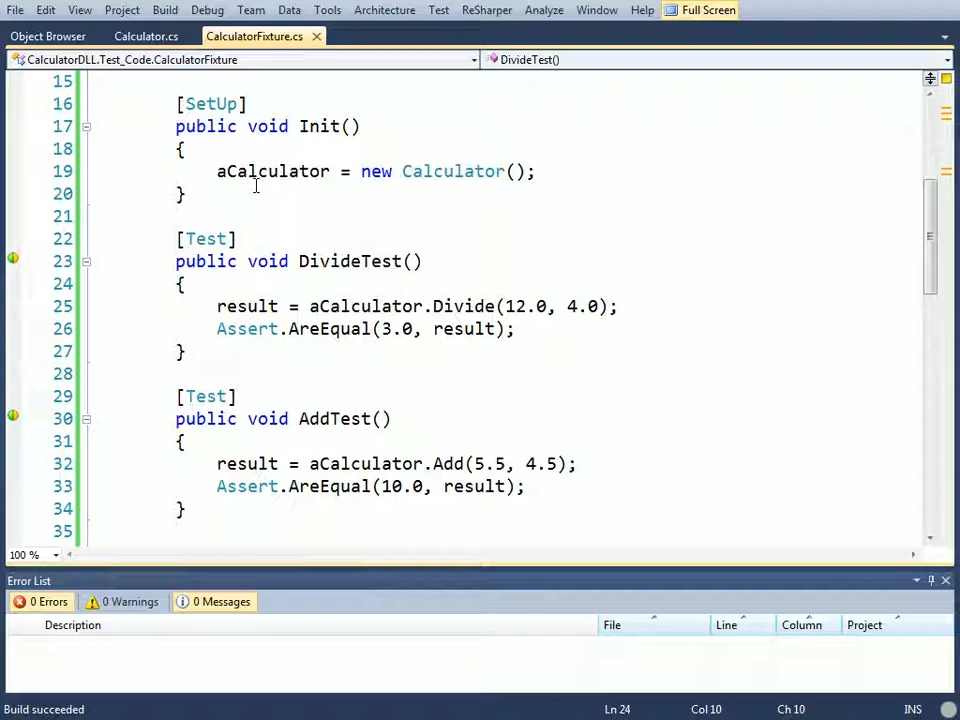 File Edit View Project Build Debug Team Data Tools Architecture Test ReSharper Analyze Window Help Full Screen
Object Browser Calculator.cs CalculatorFixture.cs
CalculatorDLL.Test_Code.CalculatorFixture DivideTest()
15
16 [SetUp]
17 public void Init()
18 {
19 aCalculator = new Calculator();
20 }
21
22 [Test]
23 public void DivideTest()
24 {
25 result = aCalculator.Divide(12.0, 4.0);
26 Assert.AreEqual(3.0, result);
27 }
28
29 [Test]
30 public void AddTest()
31 {
32 result = aCalculator.Add(5.5, 4.5);
33 Assert.AreEqual(10.0, result);
34 }
35
100 %
Error List
0 Errors 0 Warnings 0 Messages
Description File Line Column Project
Build succeeded Ln 24 Col 10 Ch 10 INS